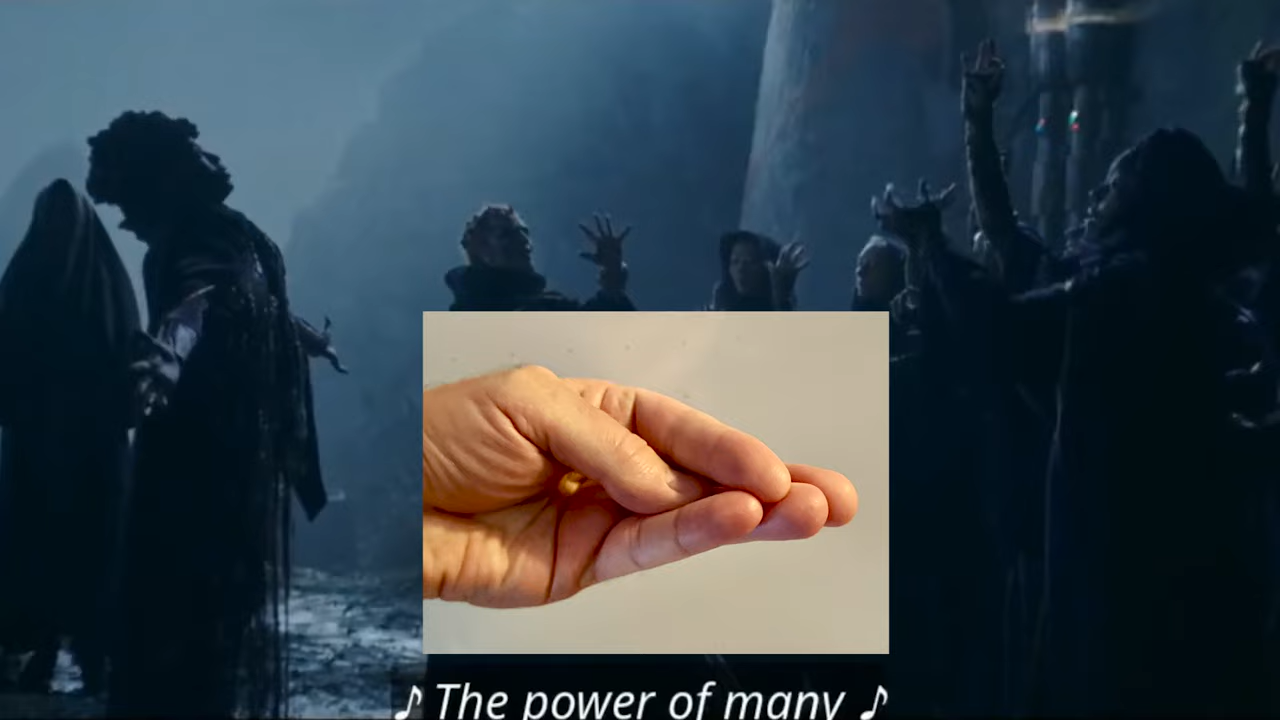 ♪ The power of many ♪